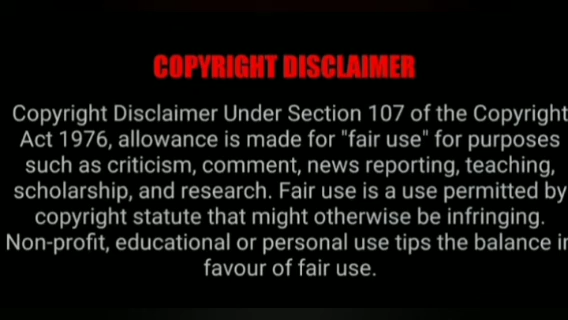 COPYRIGHT DISCLAIMER
Copyright Disclaimer Under Section 107 of the Copyright
Act 1976, allowance is made for "fair use" for purposes
such as criticism, comment, news reporting, teaching,
scholarship, and research. Fair use is a use permitted by
copyright statute that might otherwise be infringing.
Non-profit, educational or personal use tips the balance in
favour of fair use.